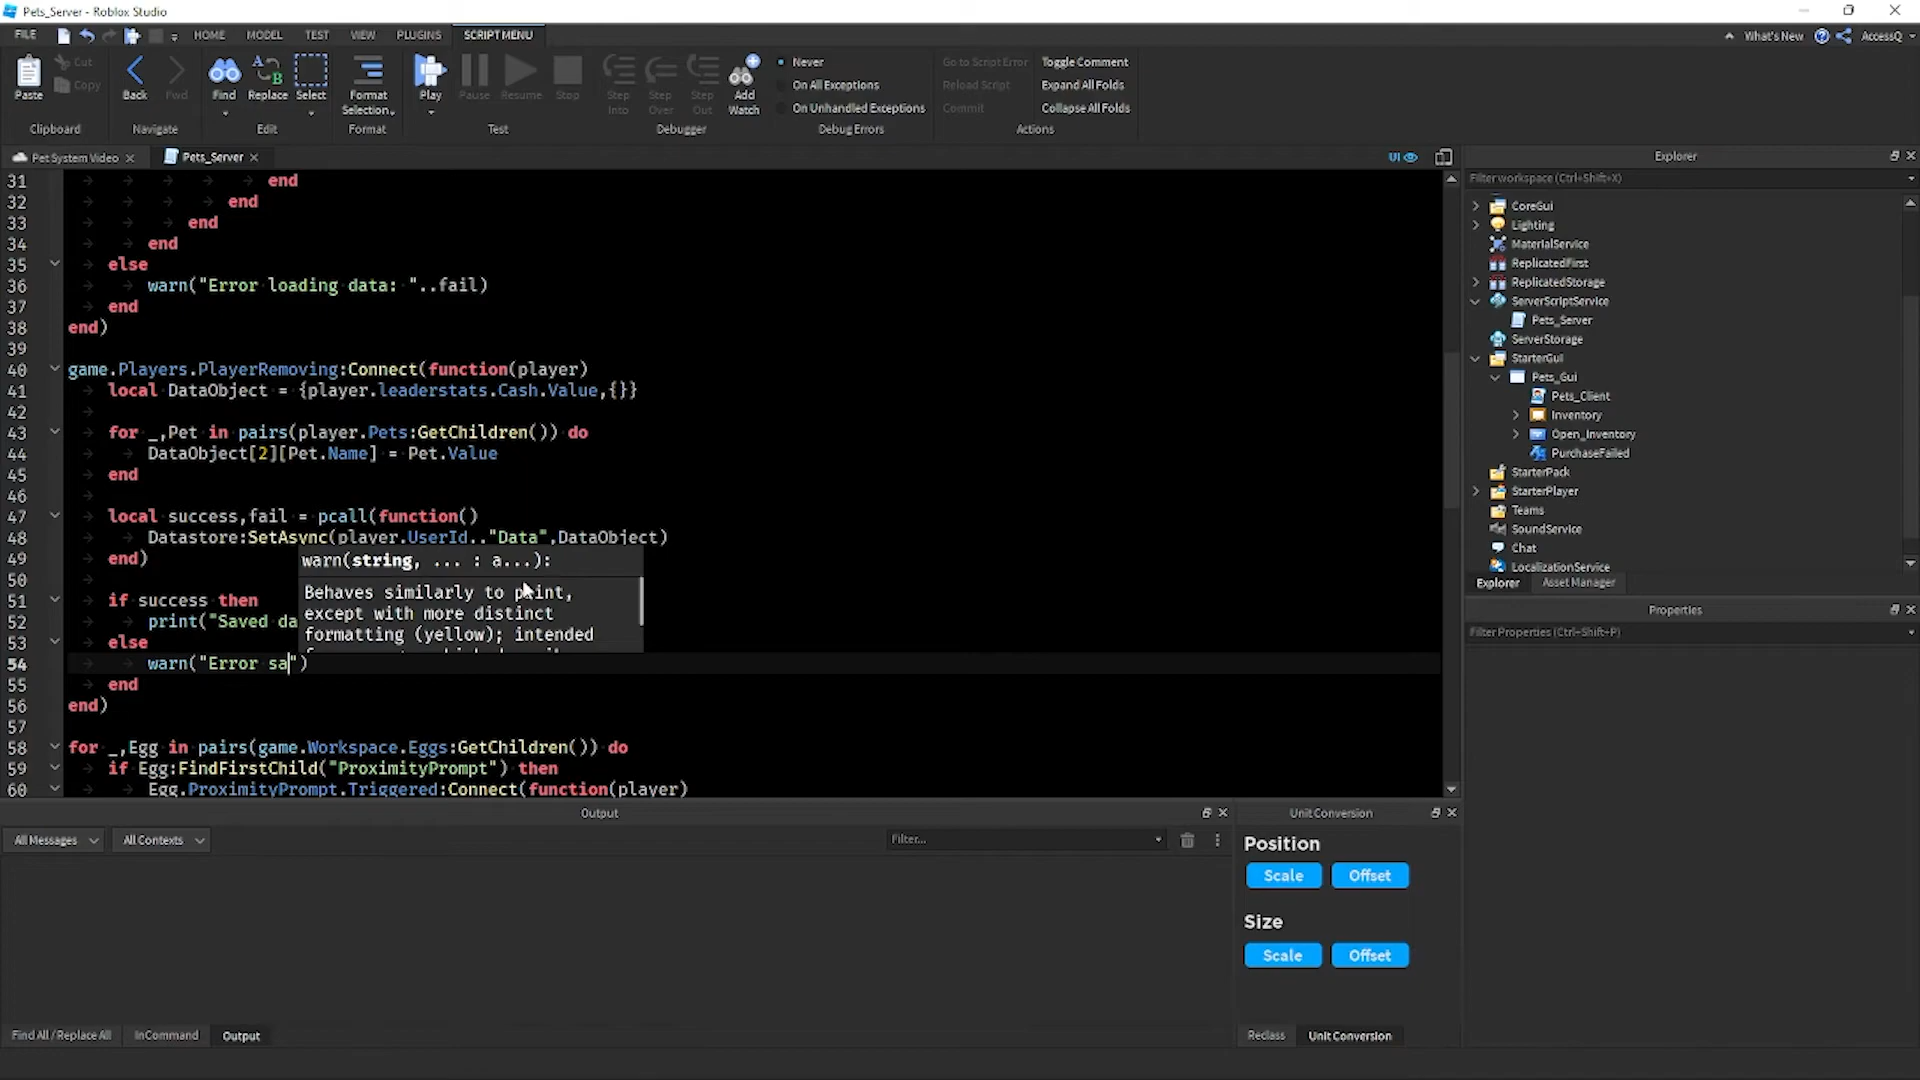 Pets_Server - Roblox Studio
FILE
HOME
MODEL
TEST
VIEW
PLUGINS
SCRIPT MENU
What's New
AccessQ
Paste
Cut
Copy
Back
Fwd
Find
Replace
Select
Format
Selection
Play
Pause
Resume
Stop
Step
Into
Step
Over
Step
Out
Add
Watch
Never
On All Exceptions
On Unhandled Exceptions
Go to Script Error
Reload Script
Commit
Toggle Comment
Expand All Folds
Collapse All Folds
Clipboard
Navigate
Edit
Format
Test
Debugger
Debug Errors
Actions
Pet System Video
Pets_Server
UI
31 end
32 end
33 end
34 end
35 else
36 warn("Error loading data: "..fail)
37 end
38 end)
39
40 game.Players.PlayerRemoving:Connect(function(player)
41 local DataObject = {player.leaderstats.Cash.Value,{}}
42
43 for _,Pet in pairs(player.Pets:GetChildren()) do
44 DataObject[2][Pet.Name] = Pet.Value
45 end
46
47 local success,fail = pcall(function()
48 Datastore:SetAsync(player.UserId.."Data",DataObject)
49 end)
50
51 if success then
52 print("Saved da
53 else
54 warn("Error sa")
55 end
56 end)
57
58 for _,Egg in pairs(game.Workspace.Eggs:GetChildren()) do
59 if Egg:FindFirstChild("ProximityPrompt") then
60 Egg.ProximityPrompt.Triggered:Connect(function(player)
warn(string, ... : a...):
Behaves similarly to print,
except with more distinct
formatting (yellow); intended
Explorer
Filter workspace (Ctrl+Shift+X)
CoreGui
Lighting
MaterialService
ReplicatedFirst
ReplicatedStorage
ServerScriptService
Pets_Server
ServerStorage
StarterGui
Pets_Gui
Pets_Client
Inventory
Open_Inventory
PurchaseFailed
StarterPack
StarterPlayer
Teams
SoundService
Chat
LocalizationService
Explorer
Asset Manager
Properties
Filter Properties (Ctrl+Shift+P)
Output
All Messages
All Contexts
Filter...
Unit Conversion
Position
Scale
Offset
Size
Scale
Offset
Find All / Replace All
InCommand
Output
Reclass
Unit Conversion